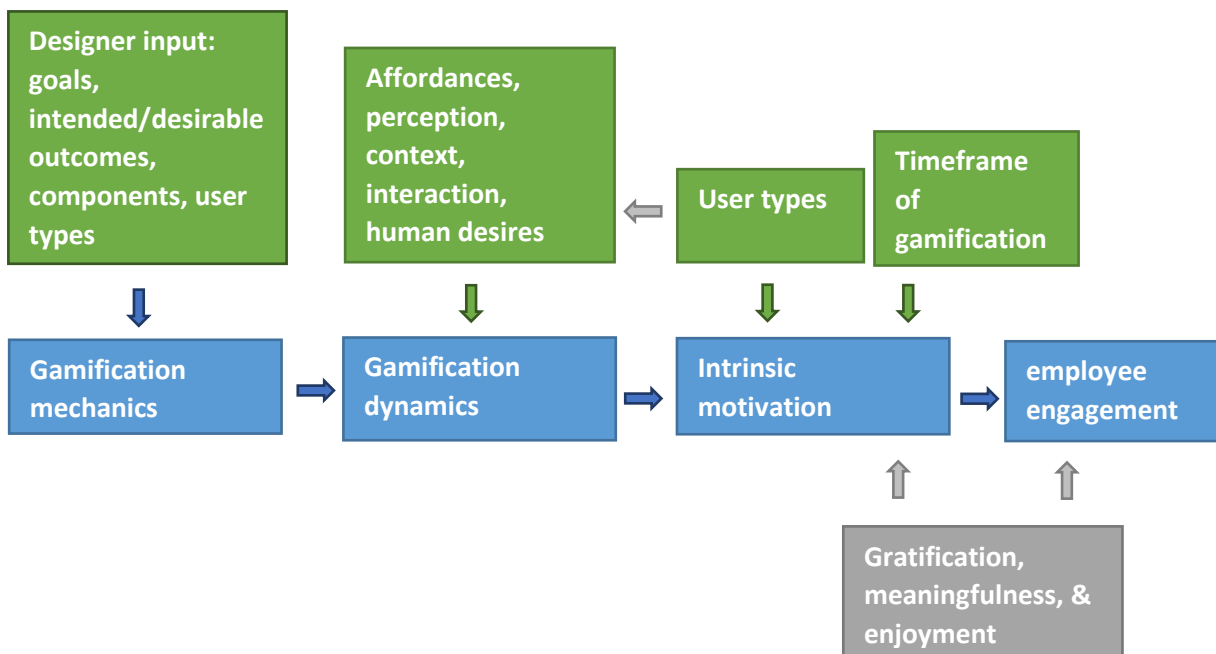 Designer input:
goals,
intended/desirable
outcomes,
components, user
types
Affordances,
perception,
context,
interaction,
human desires
User types
Timeframe
of
gamification
Gamification
mechanics
Gamification
dynamics
Intrinsic
motivation
employee
engagement
Gratification,
meaningfulness, &
enjoyment